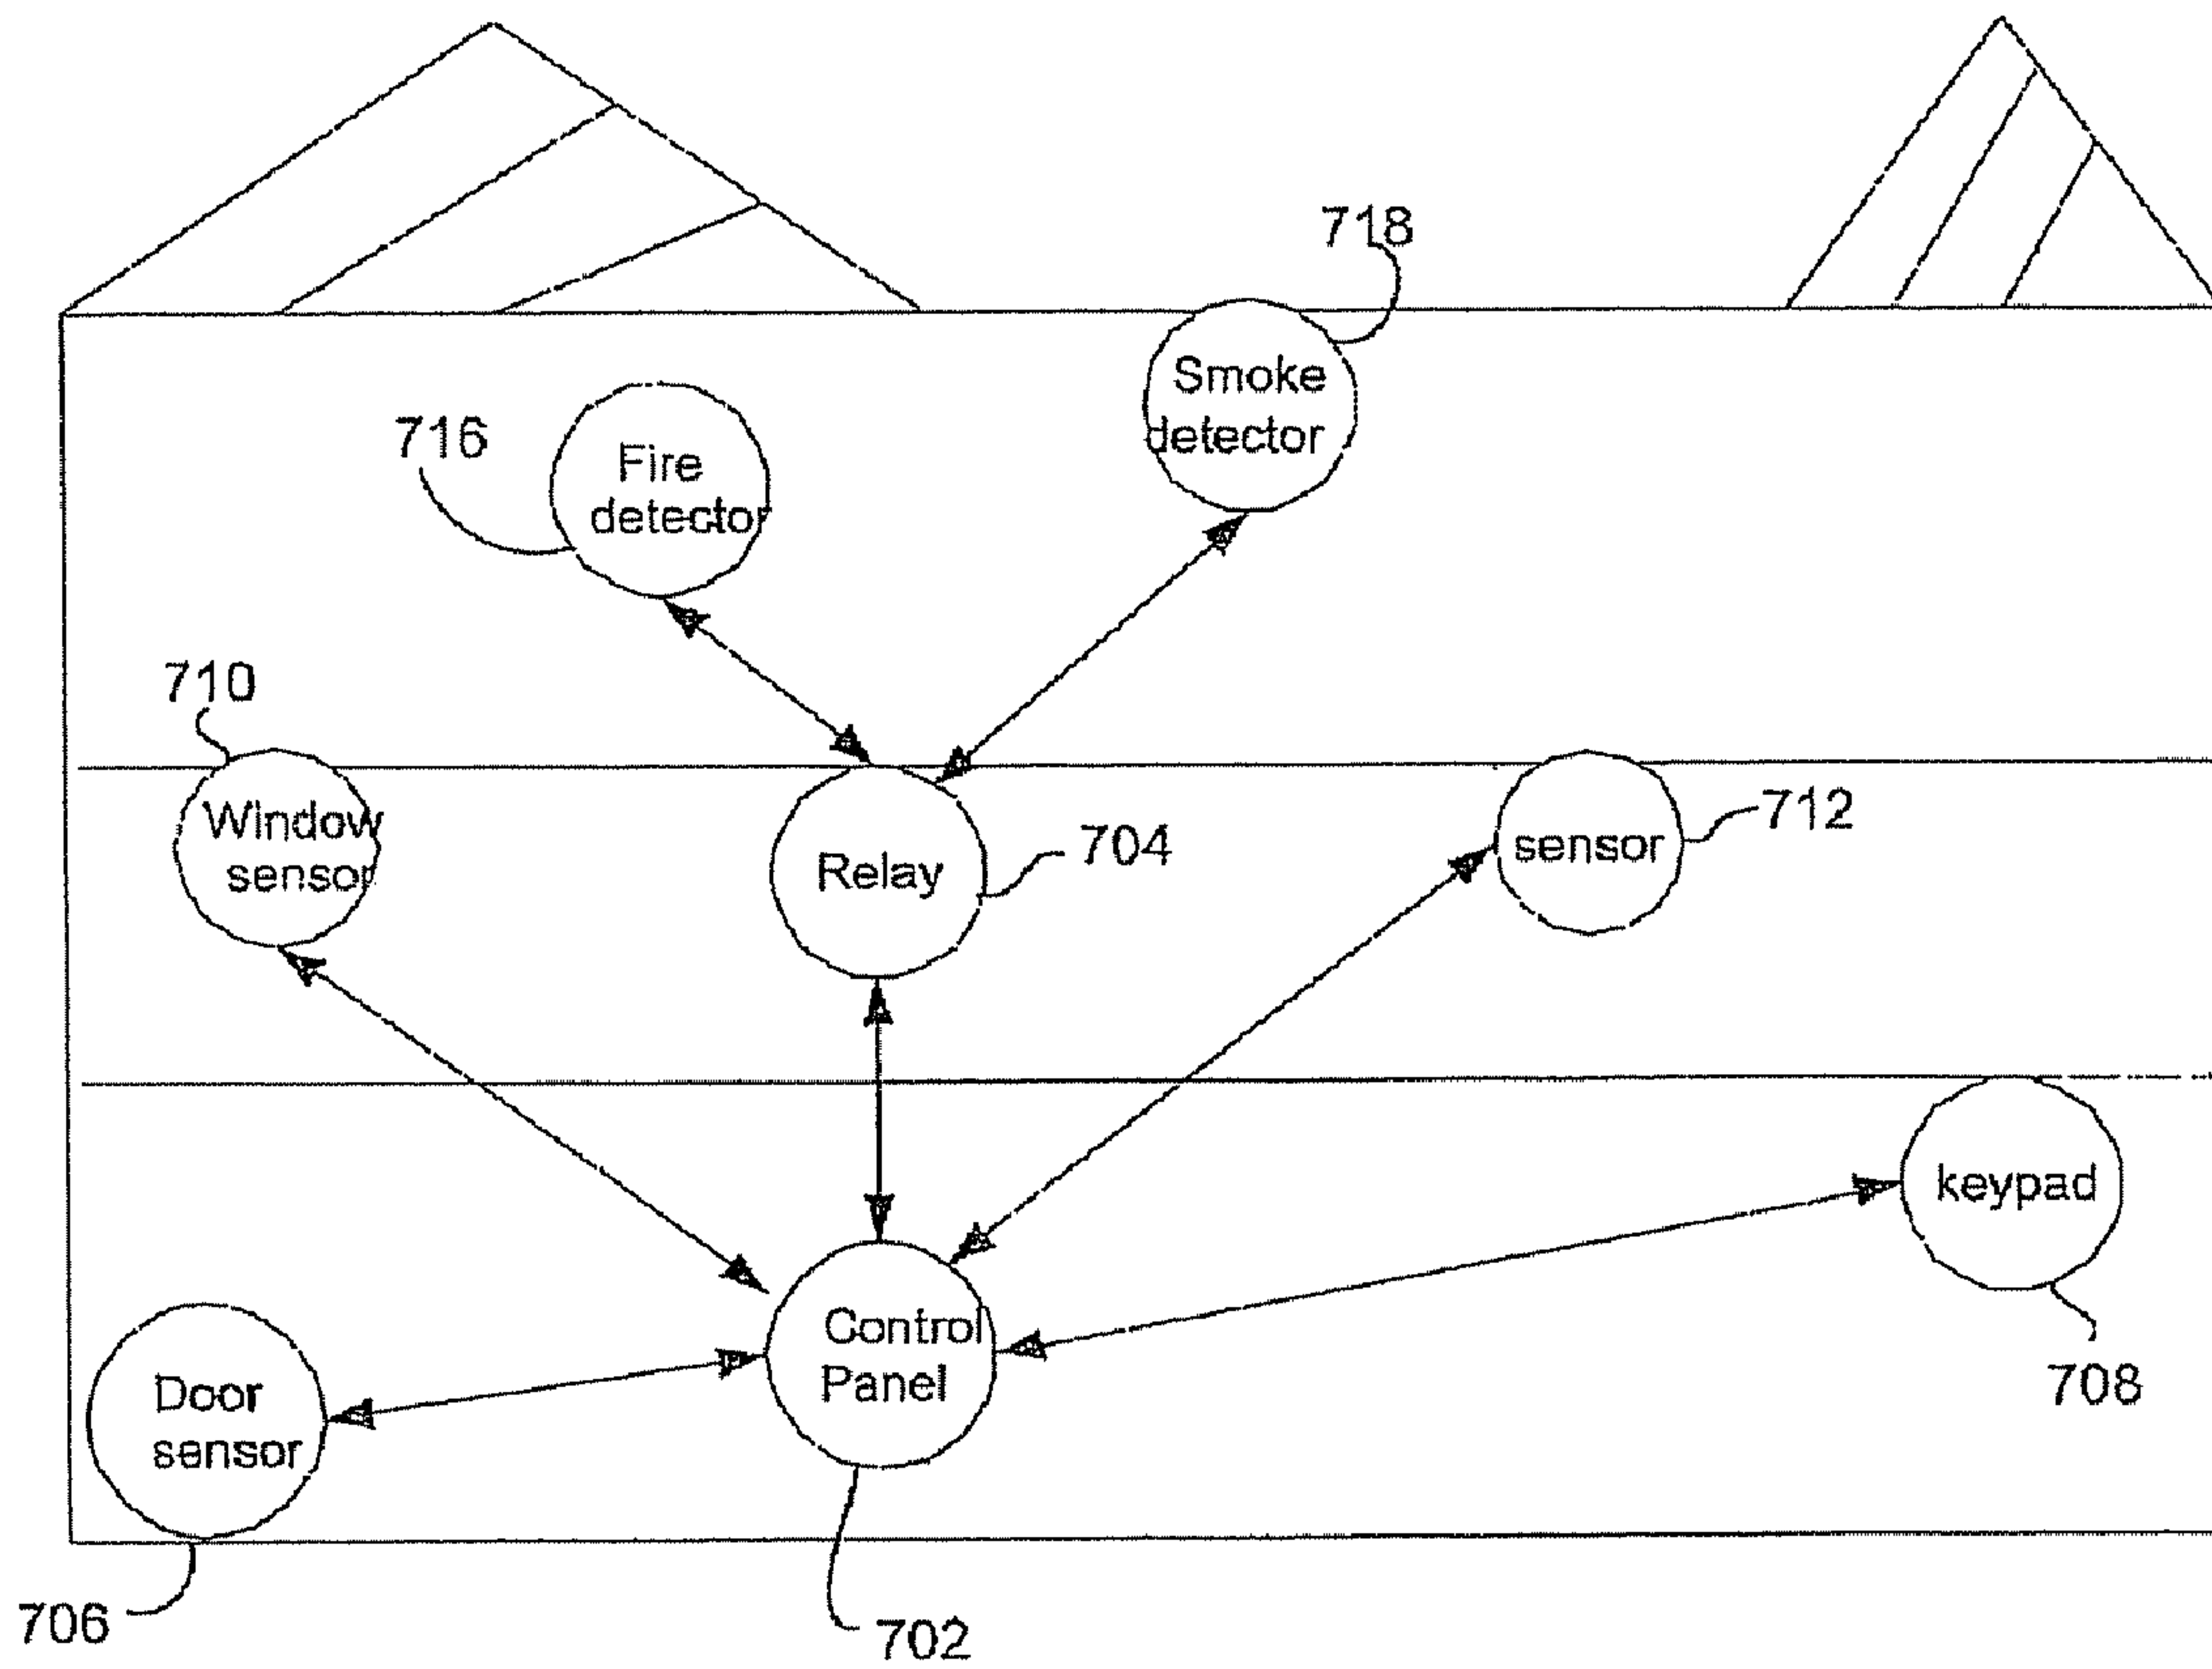 718
Smoke
detector
716
Fire
detector
710
Window
sensor
Relay
704
sensor
712
keypad
708
Control
Panel
Door
sensor
706
702